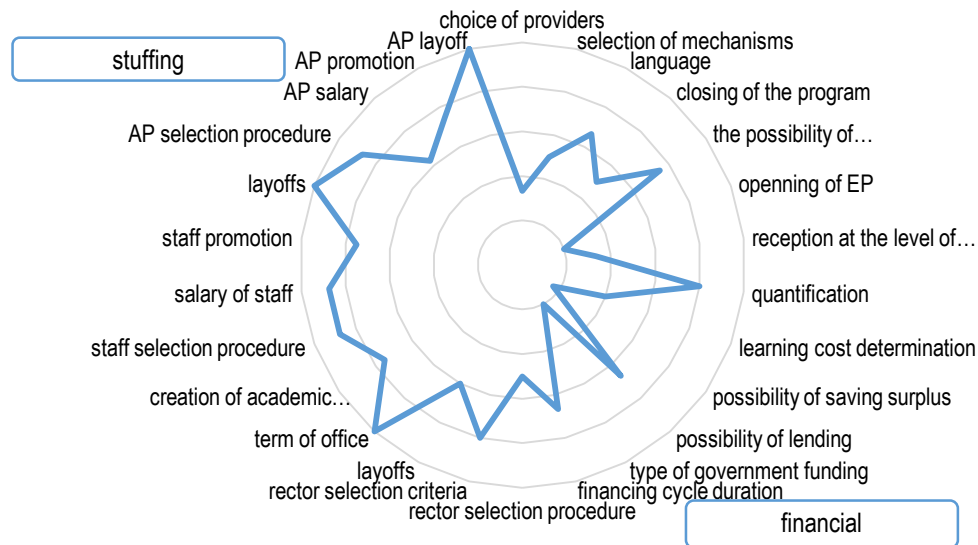 choice of providers
selection of mechanisms
language
closing of the program
the possibility of…
openning of EP
reception at the level of…
quantification
learning cost determination
possibility of saving surplus
possibility of lending
type of government funding
financing cycle duration
rector selection procedure
rector selection criteria
layoffs
term of office
creation of academic…
staff selection procedure
salary of staff
staff promotion
layoffs
AP selection procedure
AP salary
AP promotion
AP layoff
stuffing
financial